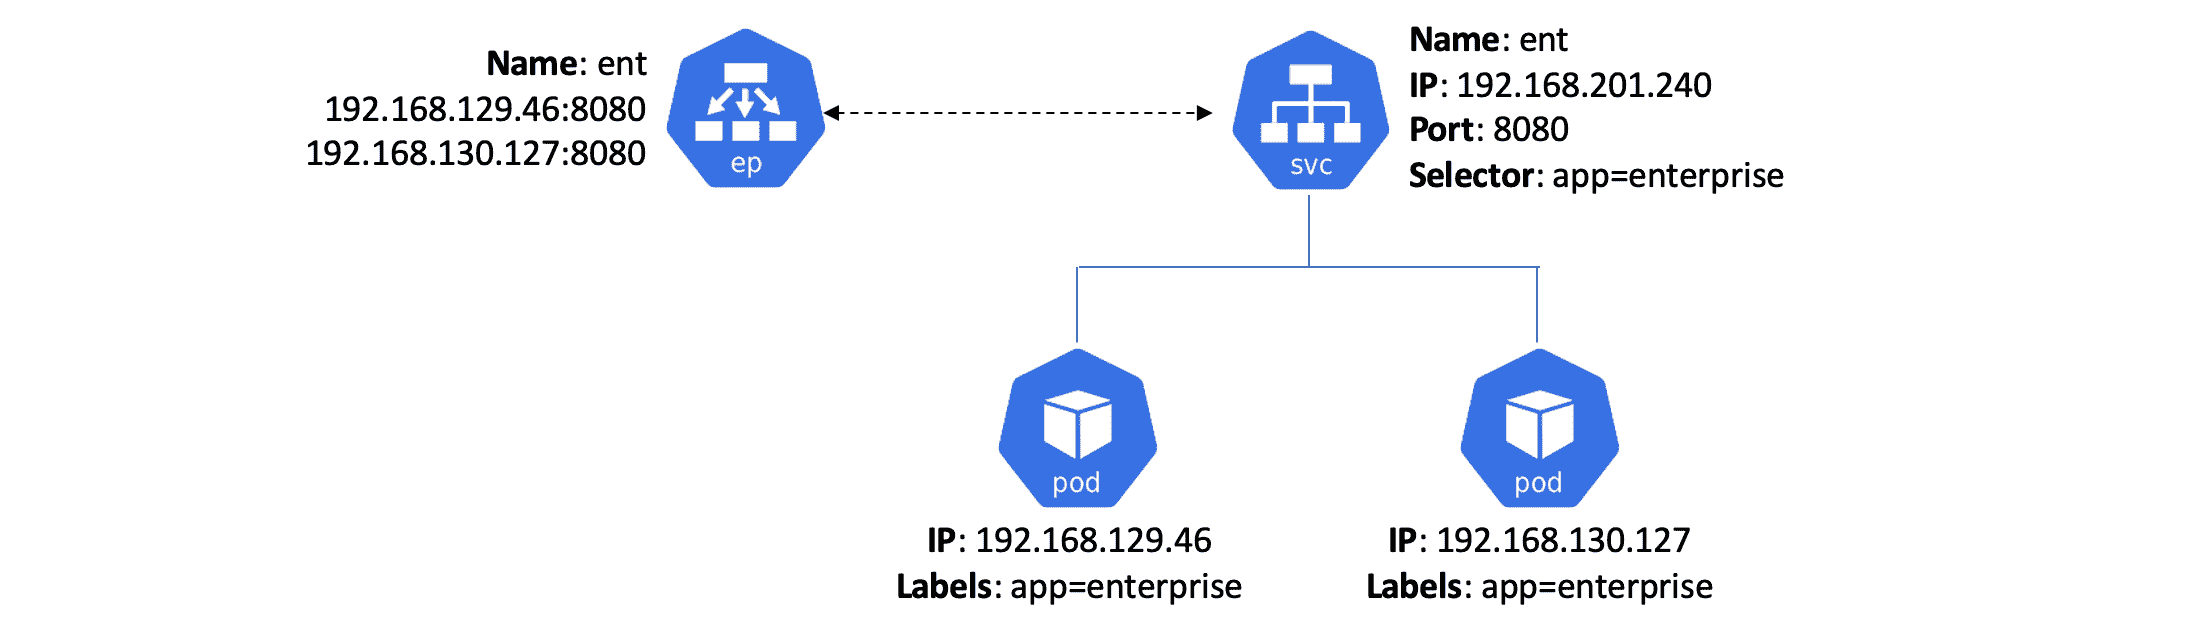 Name: ent
192.168.129.46:8080
192.168.130.127:8080
ep
Name: ent
IP: 192.168.201.240
Port: 8080
Selector: app=enterprise
svc
pod
IP: 192.168.129.46
Labels: app=enterprise
pod
IP: 192.168.130.127
Labels: app=enterprise